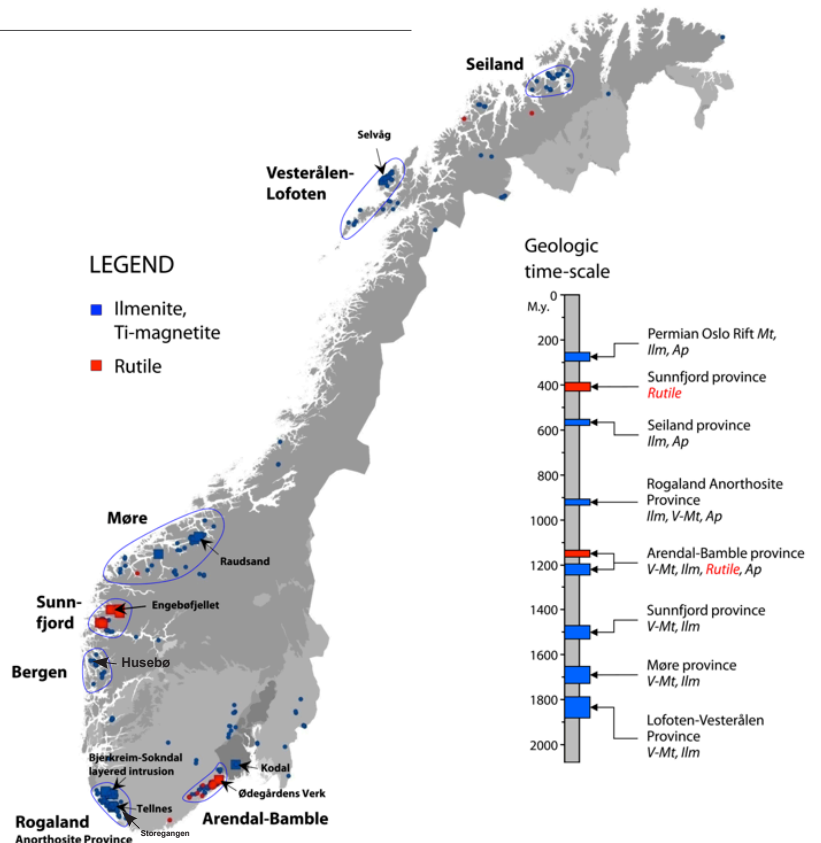 Seiland
Selvåg
Vesterålen-
Lofoten
LEGEND
Ilmenite,
Ti-magnetite
Rutile
Geologic
time-scale
0
M.y.
200
400
600
800
1000
1200
1400
1600
1800
2000
Permian Oslo Rift Mt,
Ilm, Ap
Sunnfjord province
Rutile
Seiland province
Ilm, Ap
Rogaland Anorthosite
Province
Ilm, V-Mt, Ap
Arendal-Bamble province
V-Mt, Ilm, Rutile, Ap
Sunnfjord province
V-Mt, Ilm
Møre province
V-Mt, Ilm
Lofoten-Vesterålen
Province
V-Mt, Ilm
Møre
Raudsand
Sunn-
fjord
Engebøfjellet
Bergen
Husebø
Bjerkreim-Sokndal
layered intrusion
Kodal
Ødegårdens Verk
Tellnes
Storegangen
Arendal-Bamble
Rogaland
Anorthosite Province